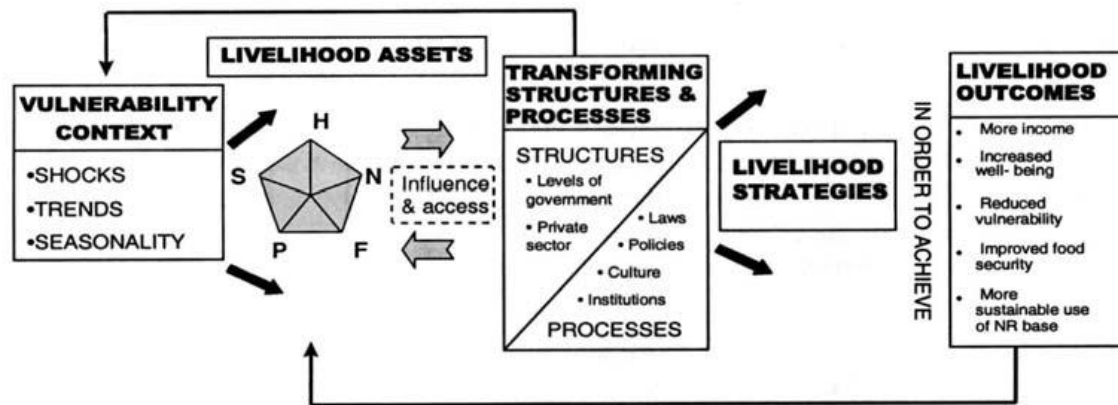 LIVELIHOOD ASSETS
VULNERABILITY
CONTEXT
•SHOCKS
•TRENDS
•SEASONALITY
H
S
N
P
F
Influence
& access
TRANSFORMING
STRUCTURES &
PROCESSES
STRUCTURES
• Levels of
government
• Private
sector
• Laws
• Policies
• Culture
• Institutions
PROCESSES
LIVELIHOOD
STRATEGIES
IN ORDER TO ACHIEVE
LIVELIHOOD
OUTCOMES
• More income
• Increased
well- being
• Reduced
vulnerability
• Improved food
security
• More
sustainable use
of NR base